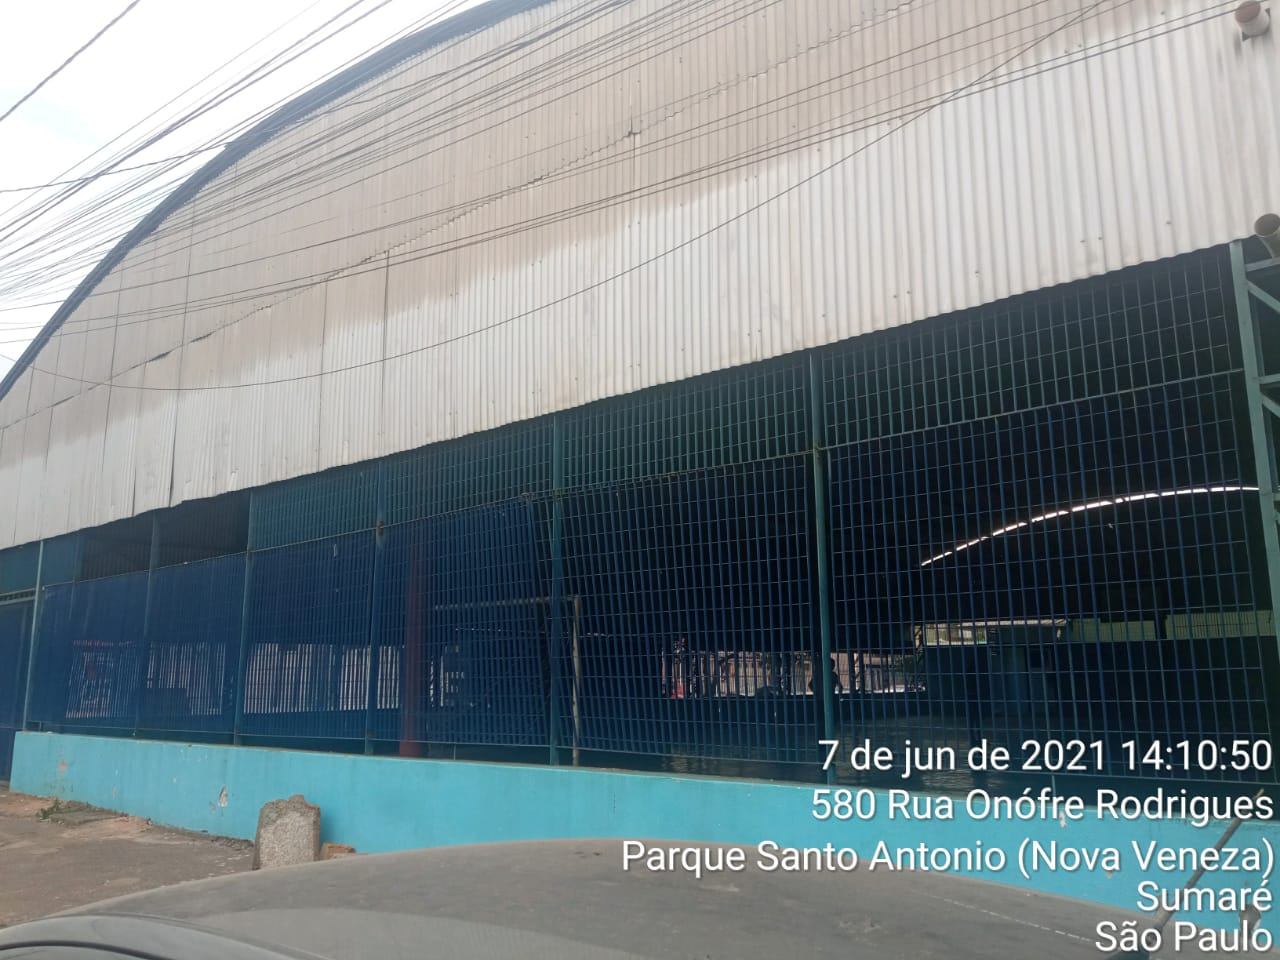 7 de jun de 2021 14:10:50
580 Rua Onófre Rodrigues
Parque Santo Antonio (Nova Veneza)
Sumaré
São Paulo